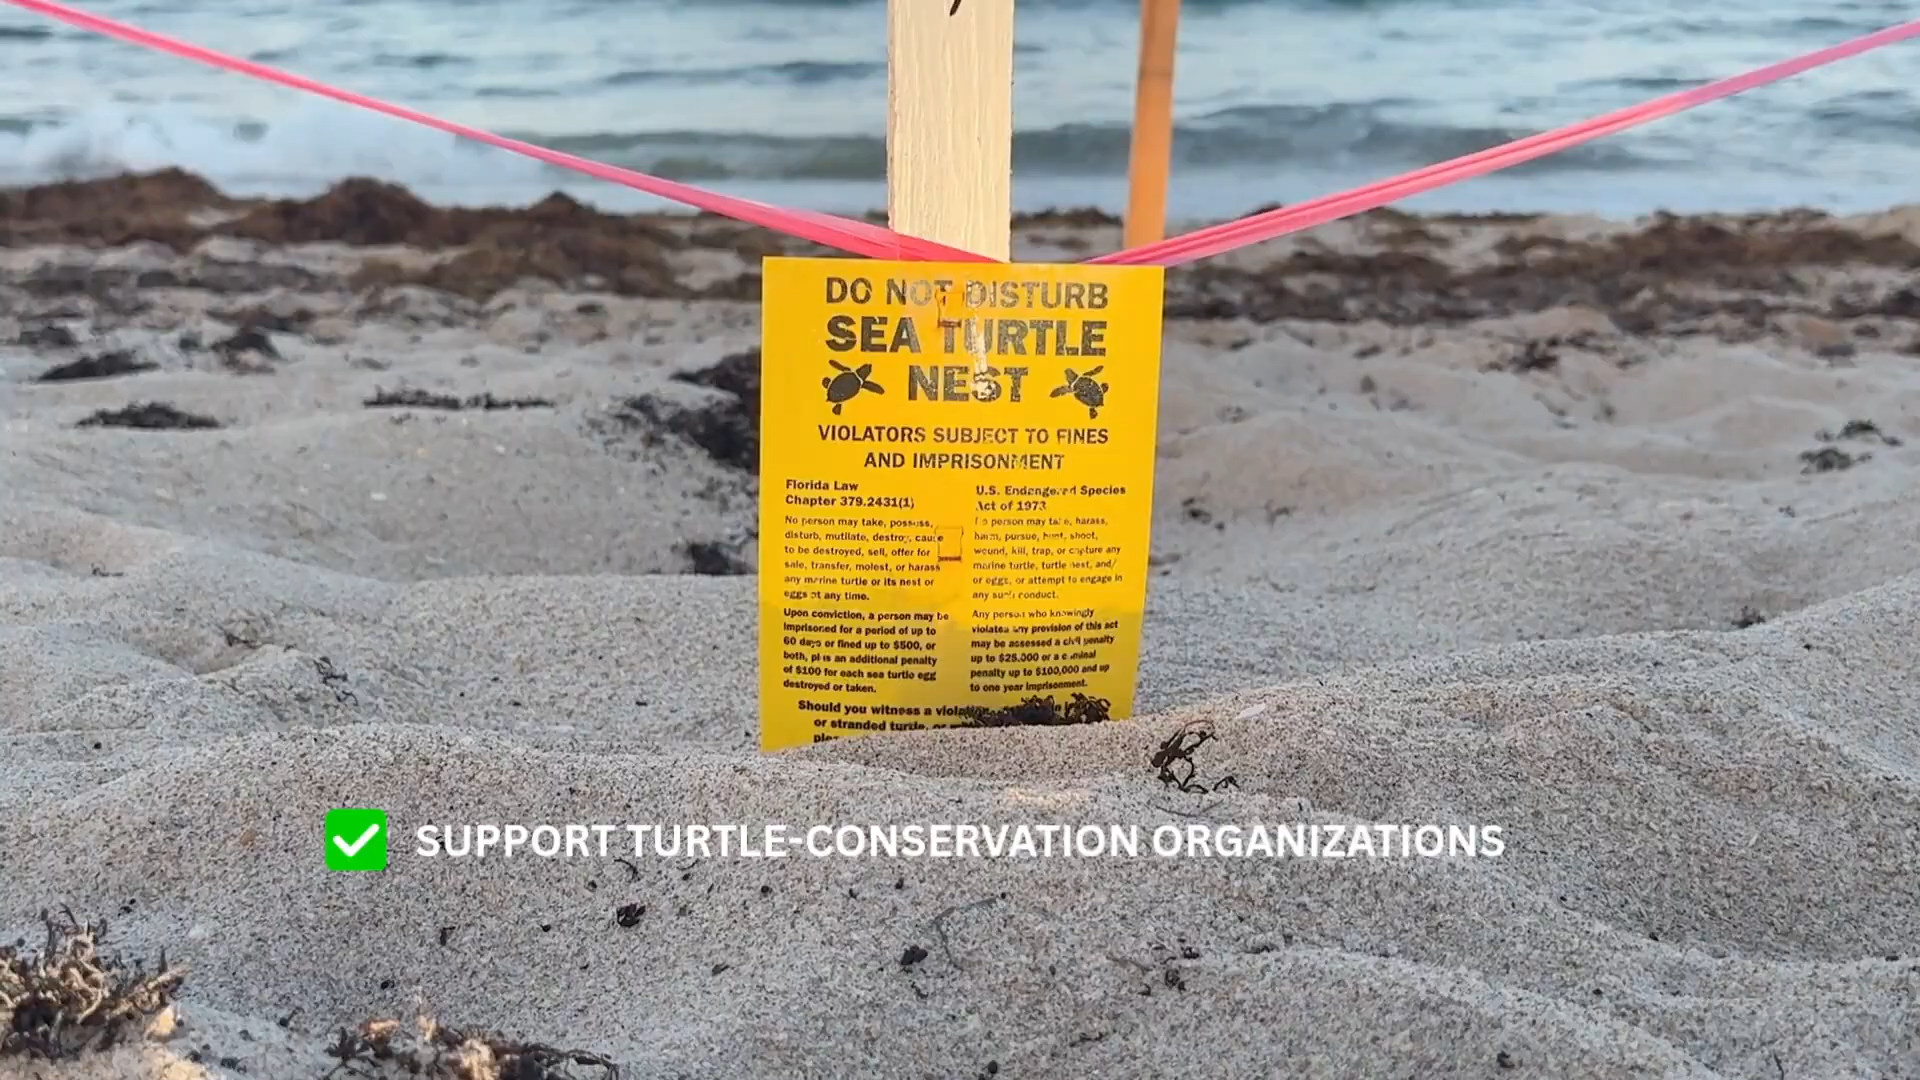 DO NOT DISTURB
SEA TURTLE
NEST
VIOLATORS SUBJECT TO FINES
AND IMPRISONMENT
Florida Law
Chapter 379.2431(1)
No person may take, possess,
disturb, mutilate, destroy, cause
to be destroyed, sell, offer for
sale, transfer, molest, or harass
any marine turtle or its nest or
eggs at any time.
Upon conviction, a person may be
imprisoned for a period of up to
60 days or fined up to $500, or
both, plus an additional penalty
of $100 for each sea turtle egg
destroyed or taken.
U.S. Endangered Species
Act of 1973
No person may take, harass,
harm, pursue, hunt, shoot,
wound, kill, trap, or capture any
marine turtle, turtle nest, and/
or eggs, or attempt to engage in
any such conduct.
Any person who knowingly
violates any provision of this act
may be assessed a civil penalty
up to $25,000 or a criminal
penalty up to $100,000 and up
to one year imprisonment.
Should you witness a
or stranded turtle, or
SUPPORT TURTLE-CONSERVATION ORGANIZATIONS